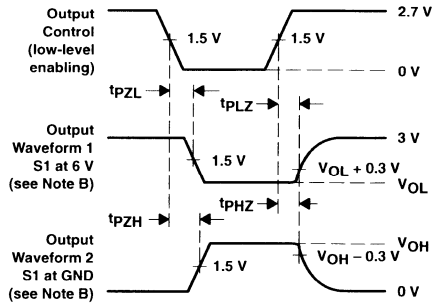 Output
Control
(low-level
enabling)
1.5 V
1.5 V
2.7 V
0 V
tPZL
tPLZ
Output
Waveform 1
S1 at 6 V
(see Note B)
1.5 V
3 V
VOL + 0.3 V
VOL
tPZH
tPHZ
Output
Waveform 2
S1 at GND
(see Note B)
1.5 V
VOH
VOH − 0.3 V
0 V